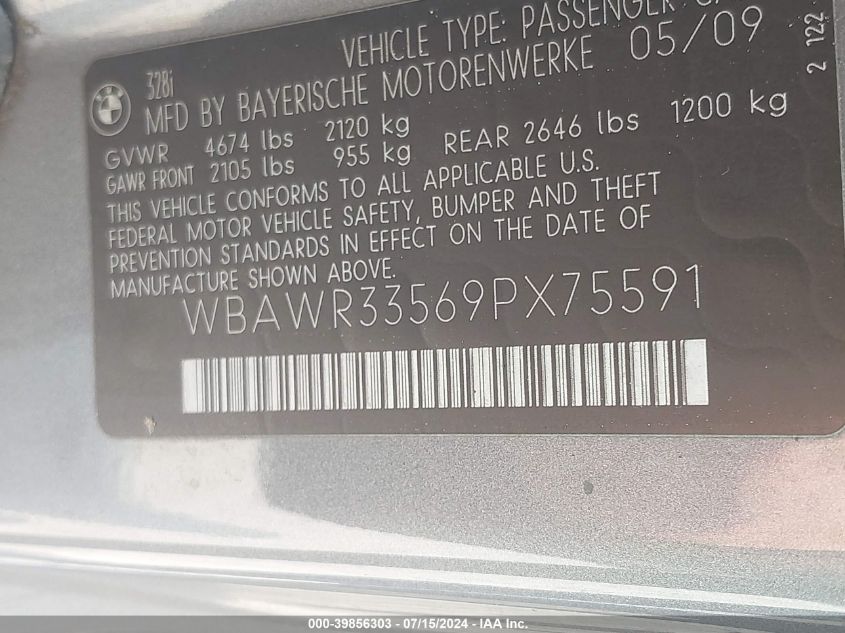 VEHICLE TYPE: PASSENGER
328i
MFD BY BAYERISCHE MOTORENWERKE 05/09
2 122
GVWR 4674 lbs 2120 kg
GAWR FRONT 2105 lbs 955 kg REAR 2646 lbs 1200 kg
THIS VEHICLE CONFORMS TO ALL APPLICABLE U.S.
FEDERAL MOTOR VEHICLE SAFETY, BUMPER AND THEFT
PREVENTION STANDARDS IN EFFECT ON THE DATE OF
MANUFACTURE SHOWN ABOVE.
WBAWR33569PX75591
000-39856303 - 07/15/2024 - IAA Inc.